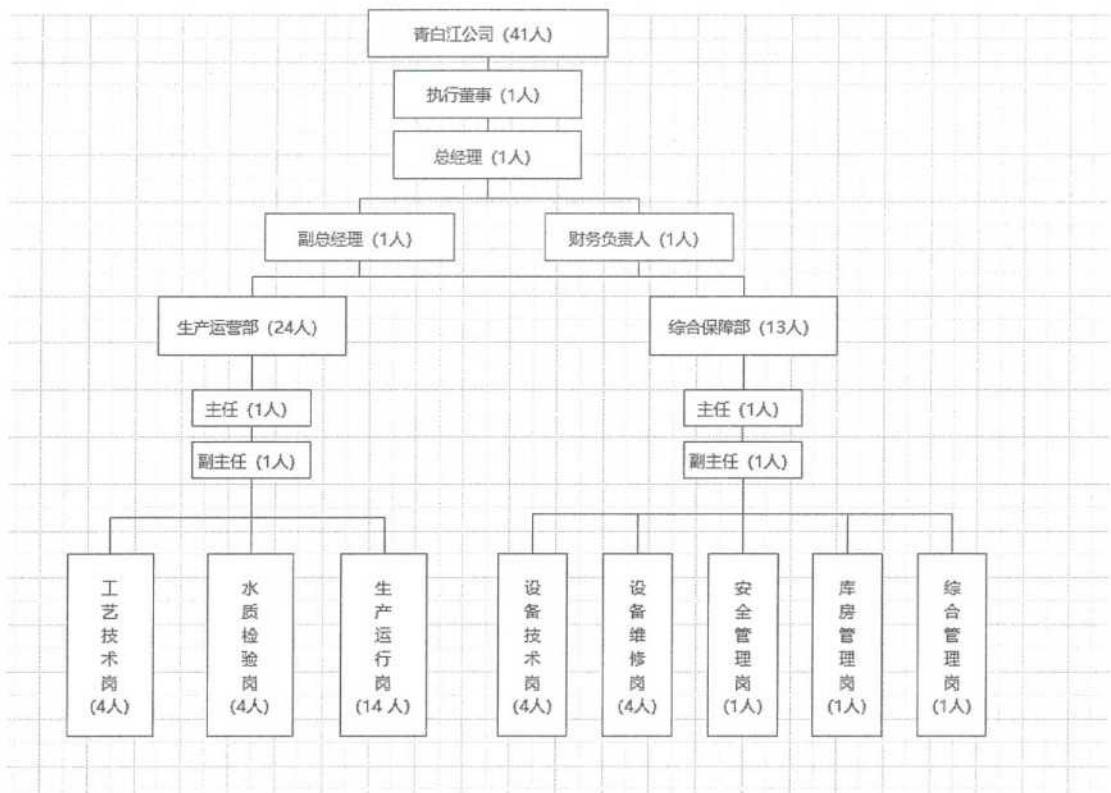 青白江公司 (41人)
执行董事 (1人)
总经理 (1人)
副总经理 (1人)
财务负责人 (1人)
生产运营部 (24人)
综合保障部 (13人)
主任 (1人)
主任 (1人)
副主任 (1人)
副主任 (1人)
工艺技术岗
(4人)
水质检验岗
(4人)
生产运行岗
(14 人)
设备技术岗
(4人)
设备维修岗
(4人)
安全管理岗
(1人)
库房管理岗
(1人)
综合管理岗
(1人)